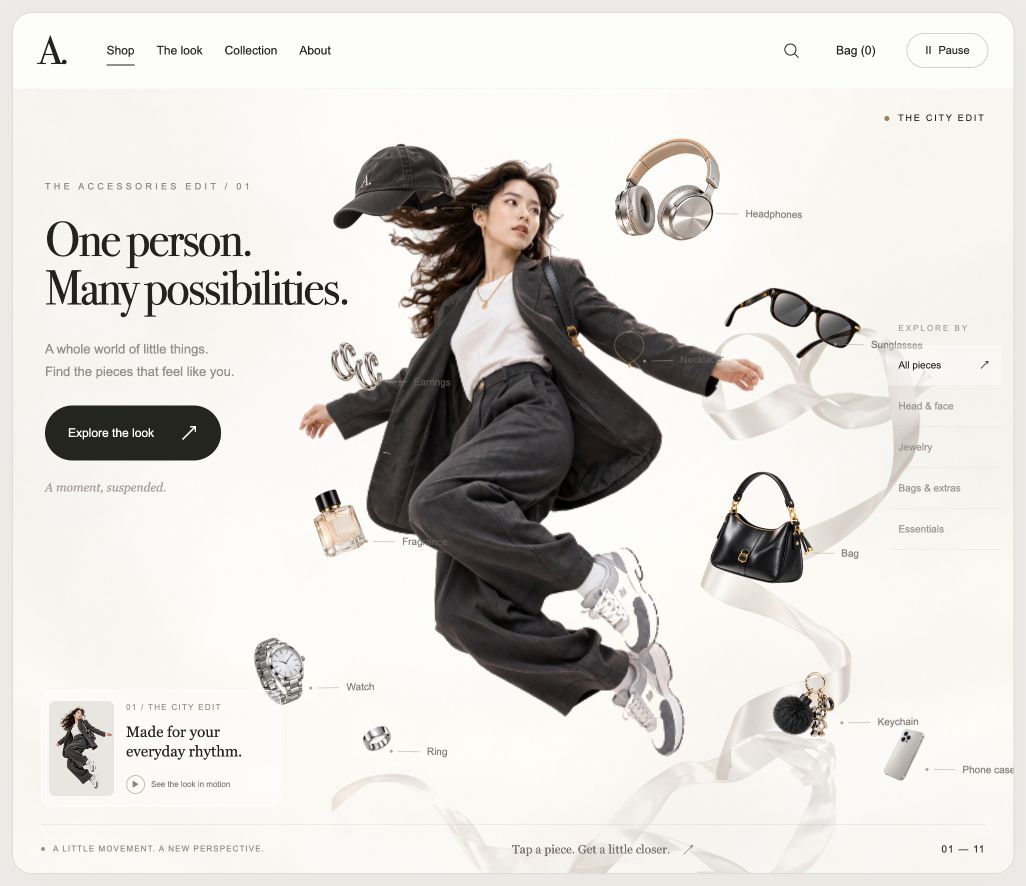 A.
Shop
The look
Collection
About
Bag (0)
Pause
THE CITY EDIT
THE ACCESSORIES EDIT / 01
One person.
Many possibilities.
A whole world of little things.
Find the pieces that feel like you.
Explore the look
A moment, suspended.
A.
Cap
Headphones
Sunglasses
Necklace
Earrings
Fragrance
Bag
Watch
Ring
Keychain
Phone case
EXPLORE BY
All pieces
Head & face
Jewelry
Bags & extras
Essentials
01 / THE CITY EDIT
Made for your
everyday rhythm.
See the look in motion
A LITTLE MOVEMENT. A NEW PERSPECTIVE.
Tap a piece. Get a little closer.
01 — 11